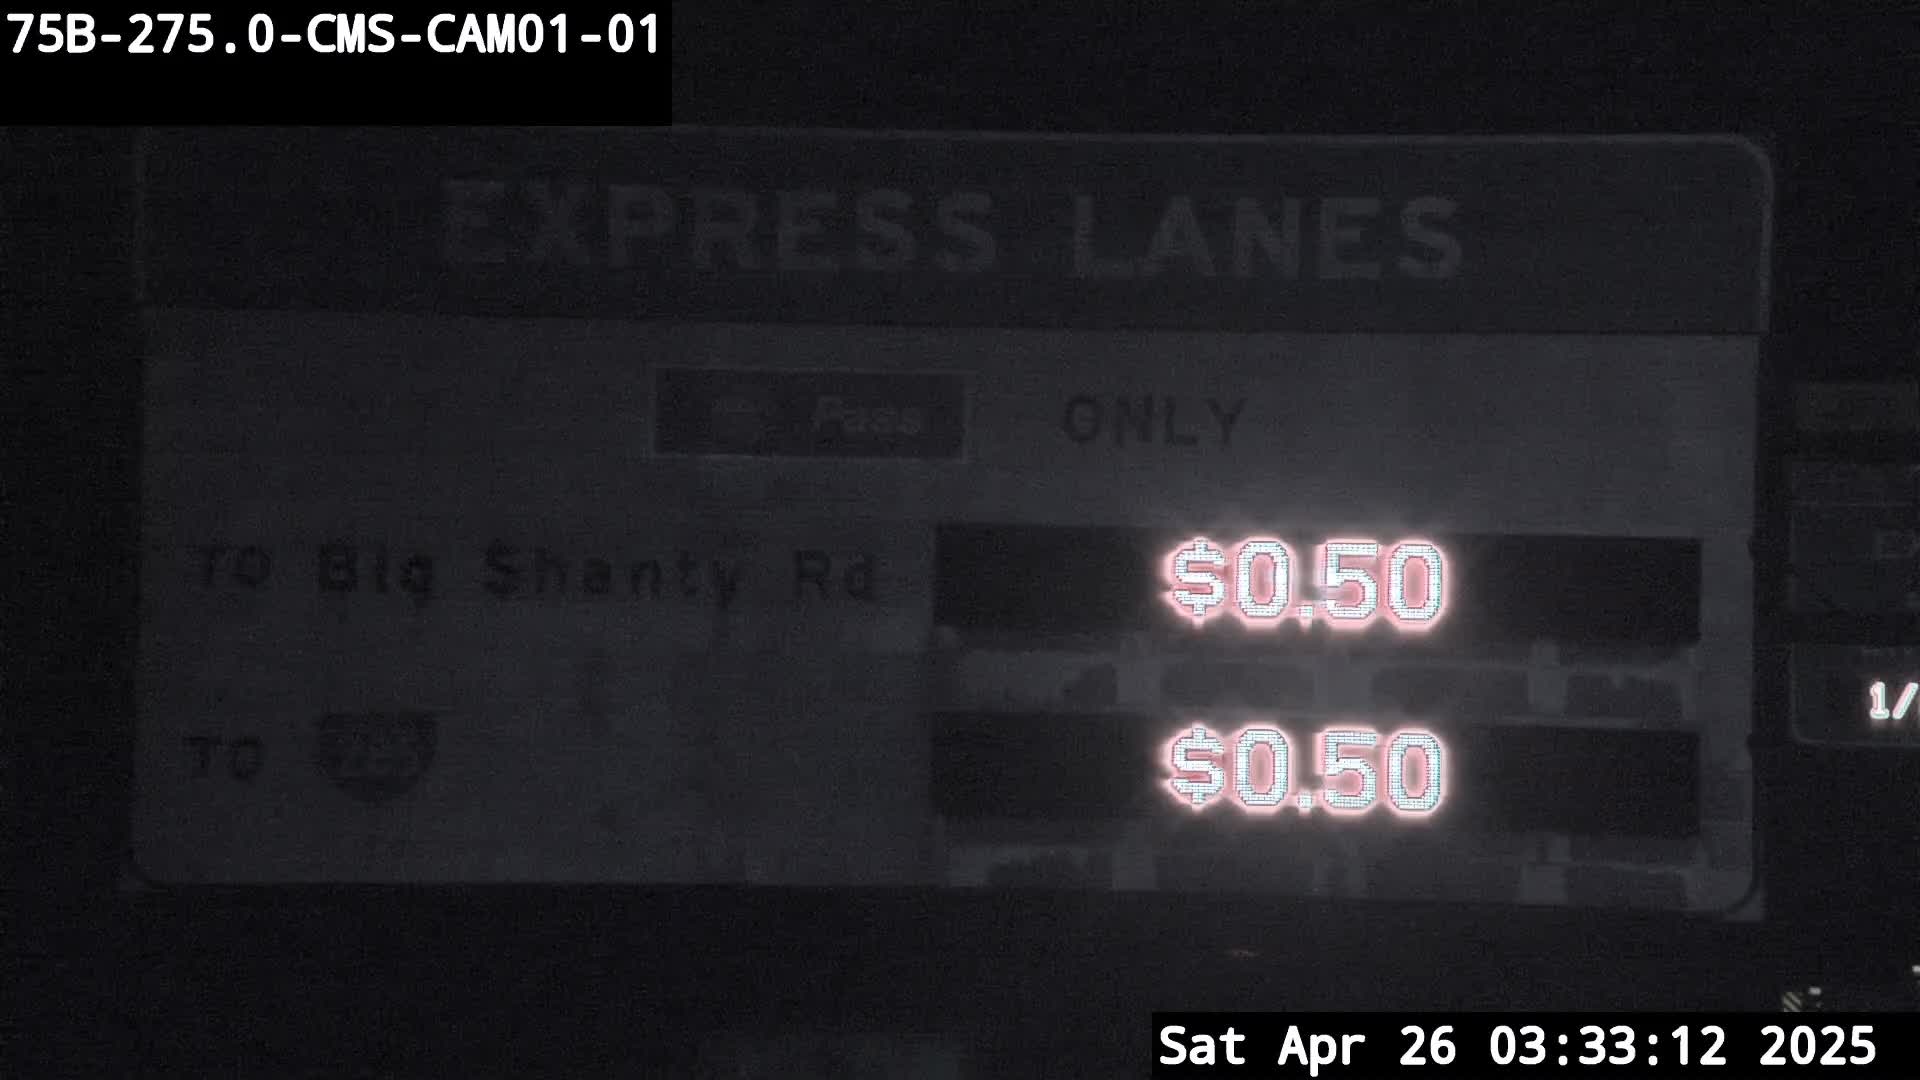 75B-275.0-CMS-CAM01-01
EXPRESS LANES
Pass ONLY
TO Big Shanty Rd $0.50
TO $0.50
1/
Sat Apr 26 03:33:12 2025